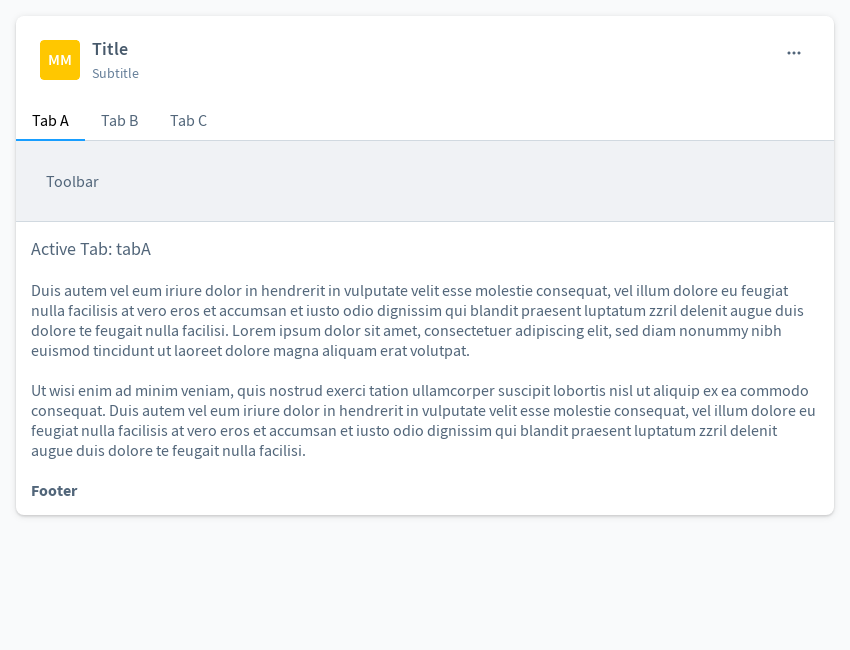 MM
Title
Subtitle
Tab A Tab B Tab C
Toolbar
Active Tab: tabA
Duis autem vel eum iriure dolor in hendrerit in vulputate velit esse molestie consequat, vel illum dolore eu feugiat
nulla facilisis at vero eros et accumsan et iusto odio dignissim qui blandit praesent luptatum zzril delenit augue duis
dolore te feugait nulla facilisi. Lorem ipsum dolor sit amet, consectetuer adipiscing elit, sed diam nonummy nibh
euismod tincidunt ut laoreet dolore magna aliquam erat volutpat.
Ut wisi enim ad minim veniam, quis nostrud exerci tation ullamcorper suscipit lobortis nisl ut aliquip ex ea commodo
consequat. Duis autem vel eum iriure dolor in hendrerit in vulputate velit esse molestie consequat, vel illum dolore eu
feugiat nulla facilisis at vero eros et accumsan et iusto odio dignissim qui blandit praesent luptatum zzril delenit
augue duis dolore te feugait nulla facilisi.
Footer